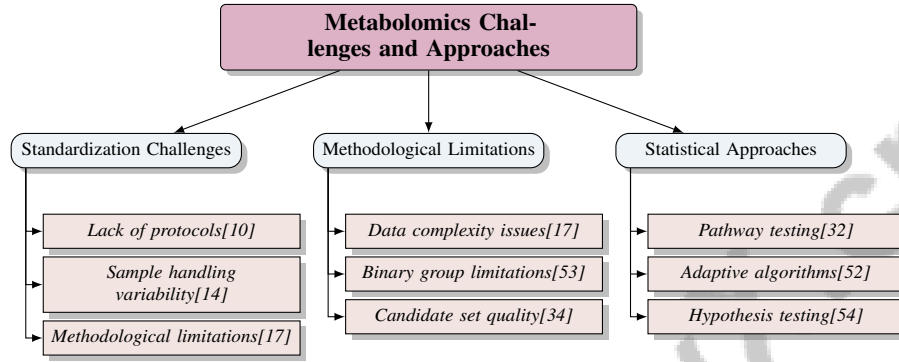 Metabolomics Chal-
lenges and Approaches
Standardization Challenges
Lack of protocols[10]
Sample handling
variability[14]
Methodological limitations[17]
Methodological Limitations
Data complexity issues[17]
Binary group limitations[53]
Candidate set quality[34]
Statistical Approaches
Pathway testing[32]
Adaptive algorithms[52]
Hypothesis testing[54]